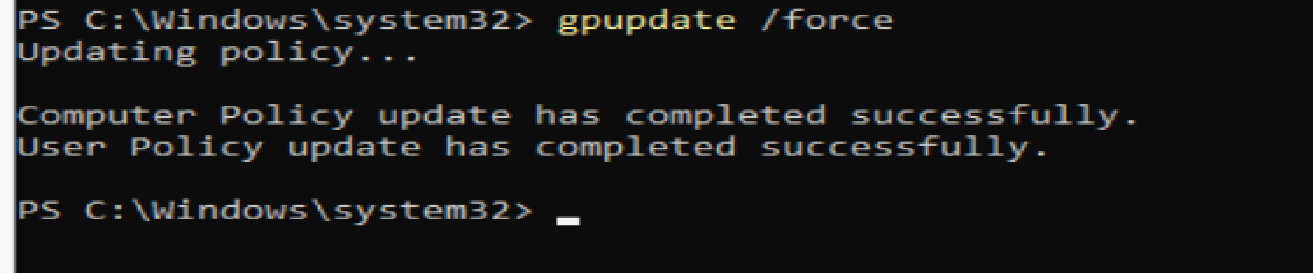 PS C:\Windows\system32> gpupdate /force
Updating policy...
Computer Policy update has completed successfully.
User Policy update has completed successfully.
PS C:\Windows\system32>